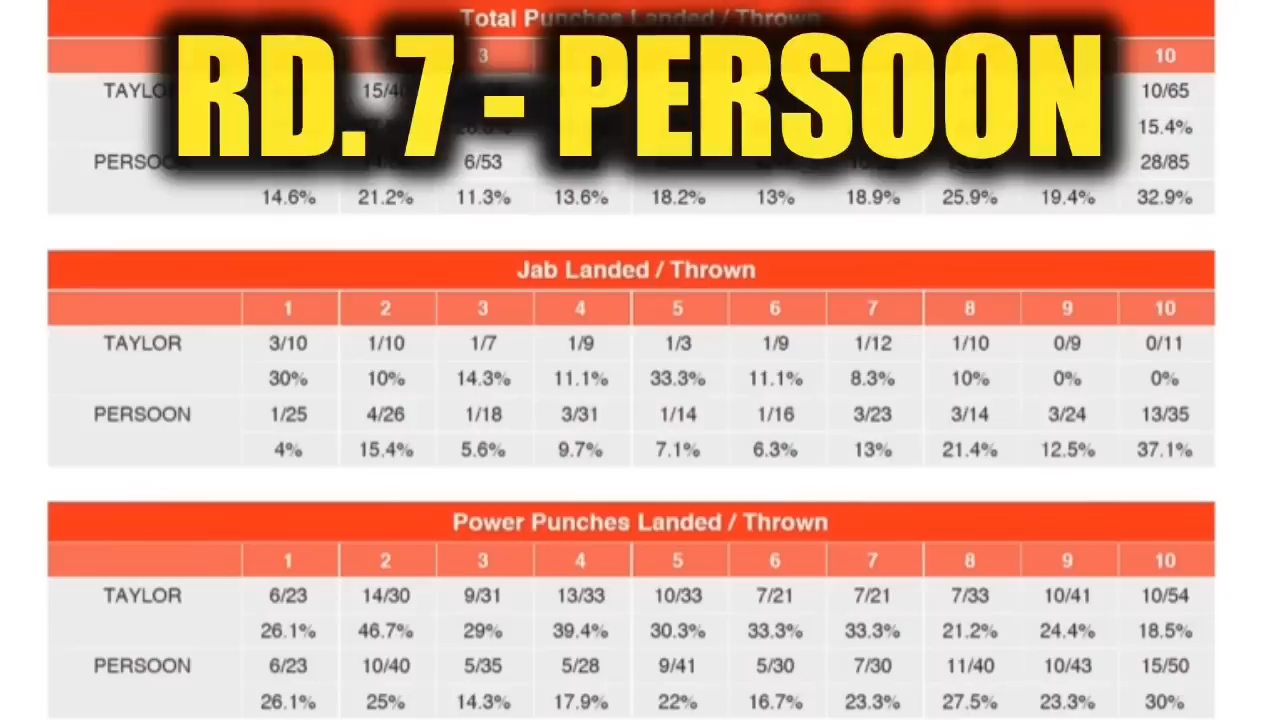 Total Punches Landed / Thrown
RD. 7 - PERSOON
3 10
TAYLO 15/4 10/65
15.4%
PERSOO 6/53 28/85
14.6% 21.2% 11.3% 13.6% 18.2% 13% 18.9% 25.9% 19.4% 32.9%
Jab Landed / Thrown
1 2 3 4 5 6 7 8 9 10
TAYLOR 3/10 1/10 1/7 1/9 1/3 1/9 1/12 1/10 0/9 0/11
30% 10% 14.3% 11.1% 33.3% 11.1% 8.3% 10% 0% 0%
PERSOON 1/25 4/26 1/18 3/31 1/14 1/16 3/23 3/14 3/24 13/35
4% 15.4% 5.6% 9.7% 7.1% 6.3% 13% 21.4% 12.5% 37.1%
Power Punches Landed / Thrown
1 2 3 4 5 6 7 8 9 10
TAYLOR 6/23 14/30 9/31 13/33 10/33 7/21 7/21 7/33 10/41 10/54
26.1% 46.7% 29% 39.4% 30.3% 33.3% 33.3% 21.2% 24.4% 18.5%
PERSOON 6/23 10/40 5/35 5/28 9/41 5/30 7/30 11/40 10/43 15/50
26.1% 25% 14.3% 17.9% 22% 16.7% 23.3% 27.5% 23.3% 30%